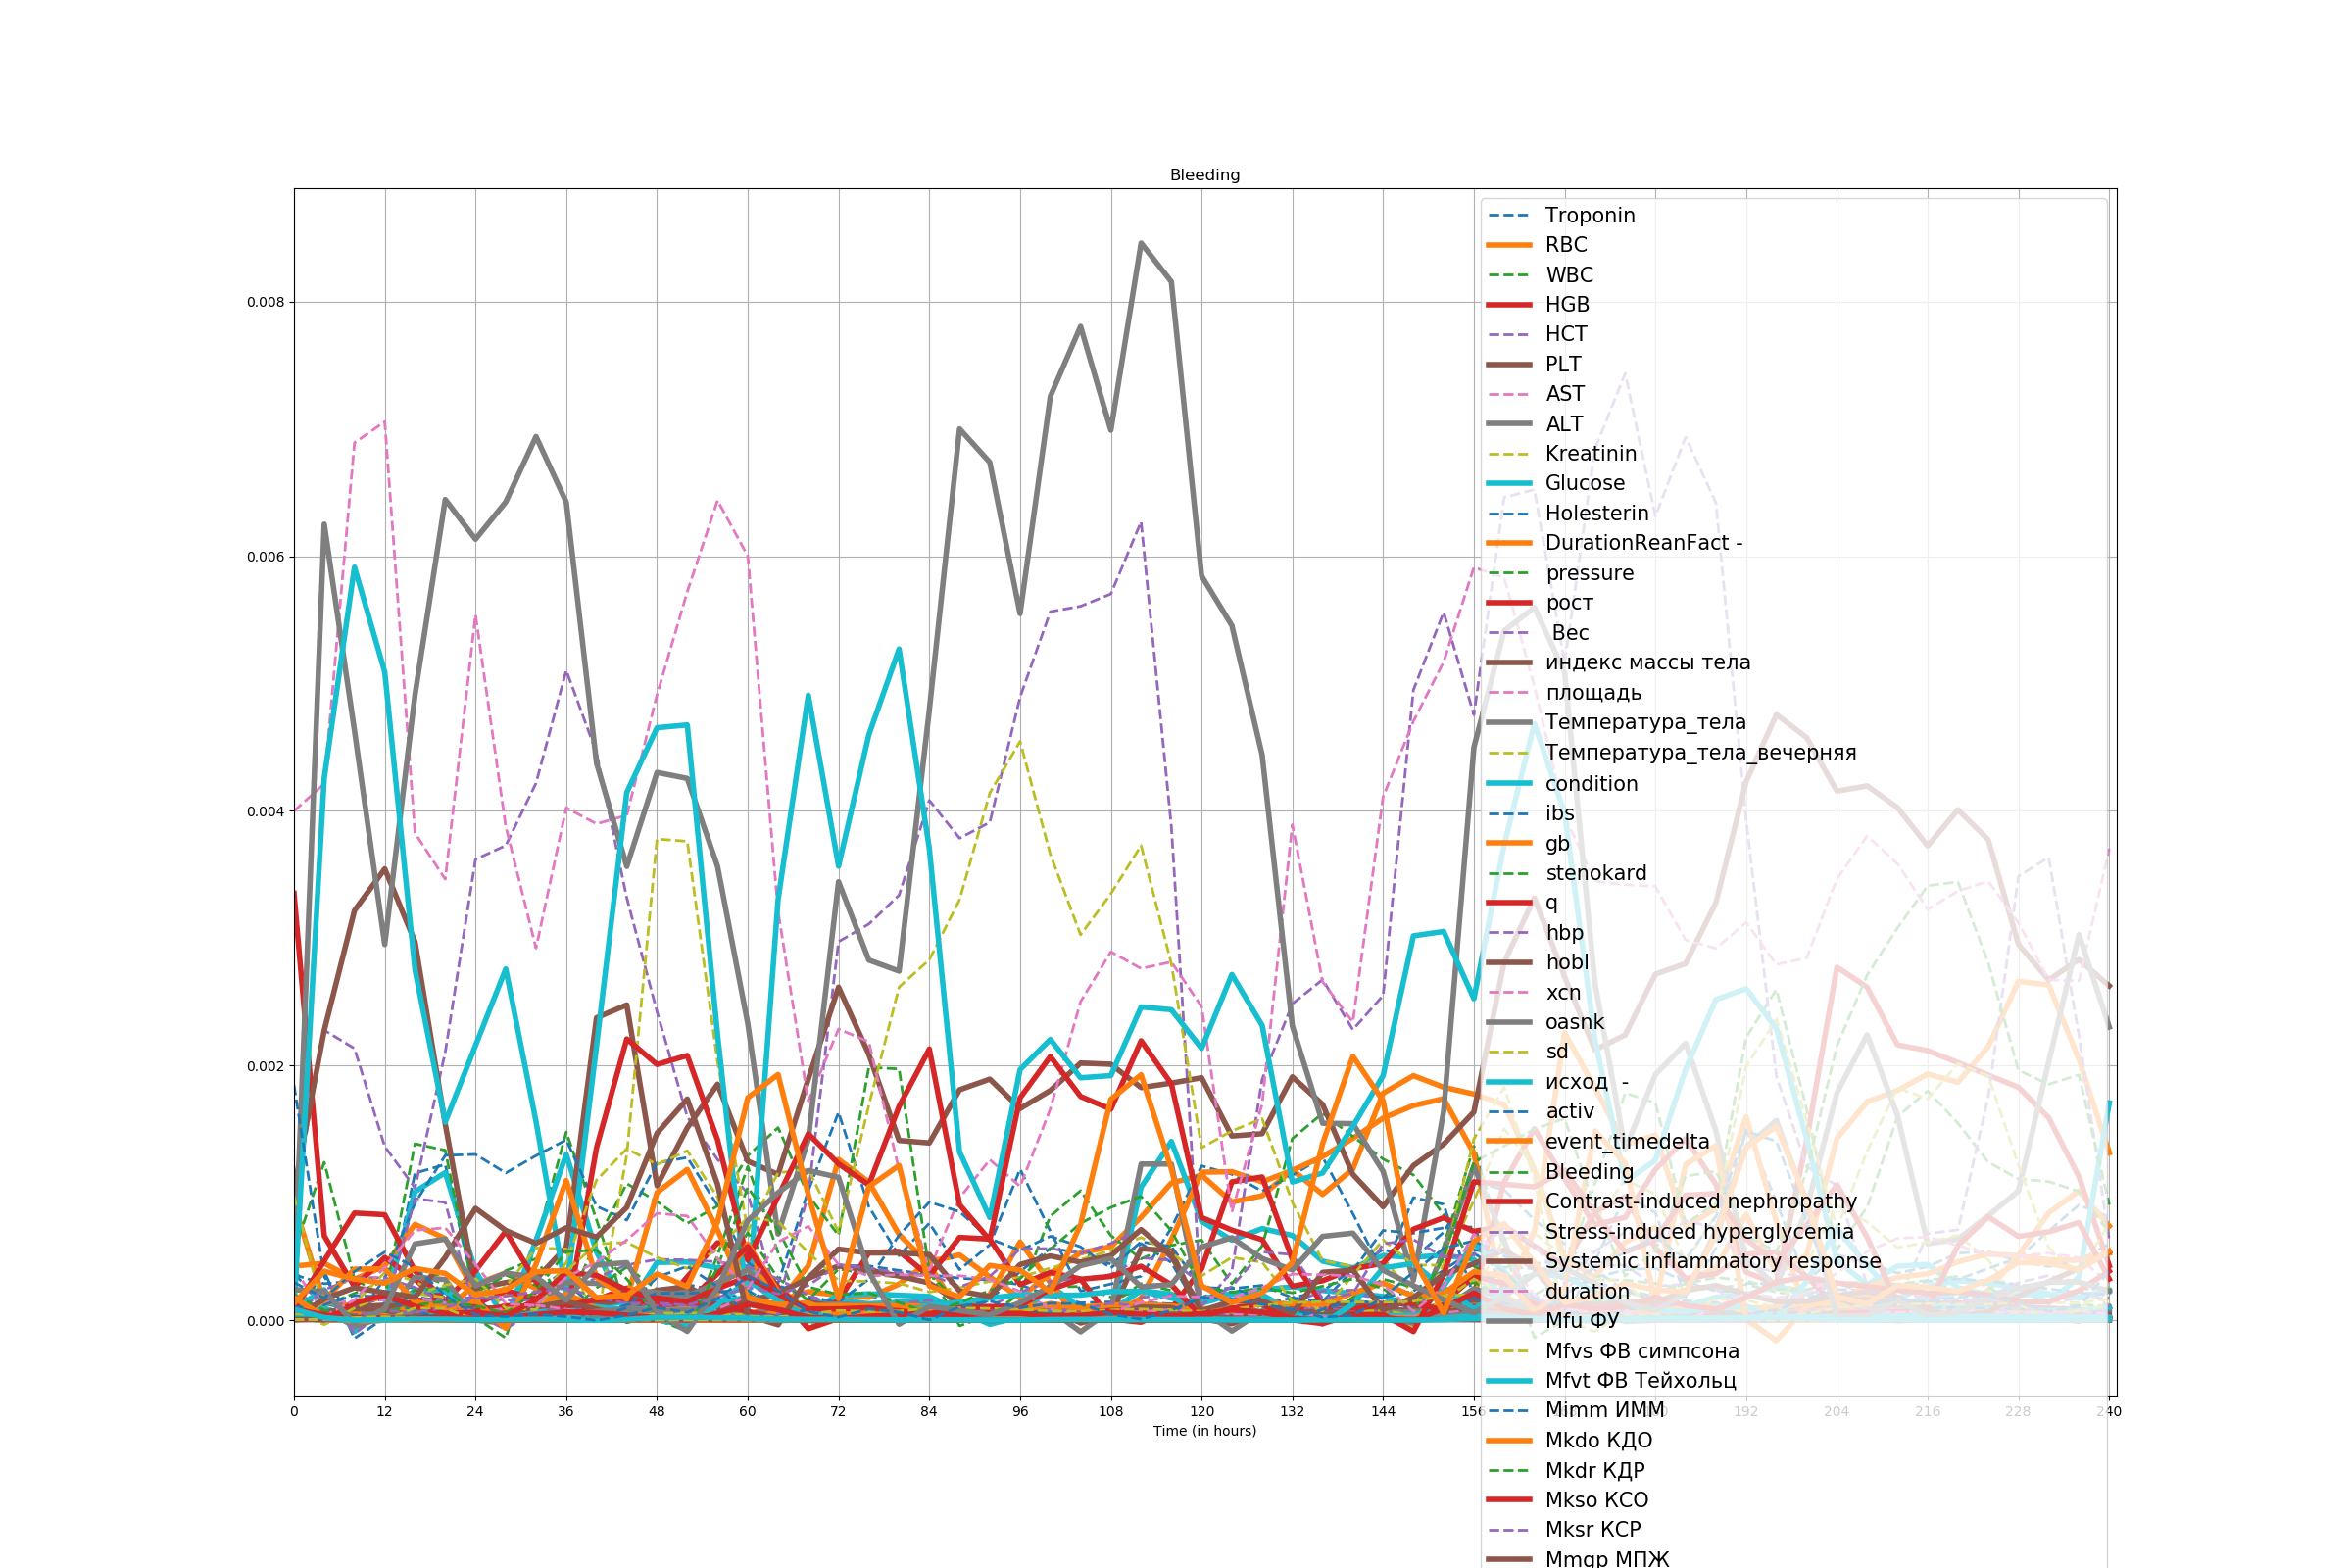 Bleeding
0.008
0.006
0.004
0.002
0.000
0 12 24 36 48 60 72 84 96 108 120 132 144 156 192 204 216 228 240
Time (in hours)
Troponin
RBC
WBC
HGB
HCT
PLT
AST
ALT
Kreatinin
Glucose
Holesterin
DurationReanFact -
pressure
рост
Вес
индекс массы тела
площадь
Температура_тела
Температура_тела_вечерняя
condition
ibs
gb
stenokard
q
hbp
hobl
xcn
oasnk
sd
исход -
activ
event_timedelta
Bleeding
Contrast-induced nephropathy
Stress-induced hyperglycemia
Systemic inflammatory response
duration
Mfu ФУ
Mfvs ФВ симпсона
Mfvt ФВ Тейхольц
Mimm ИММ
Mkdo КДО
Mkdr КДР
Mkso КСО
Mksr КСР
Mmgp МПЖ